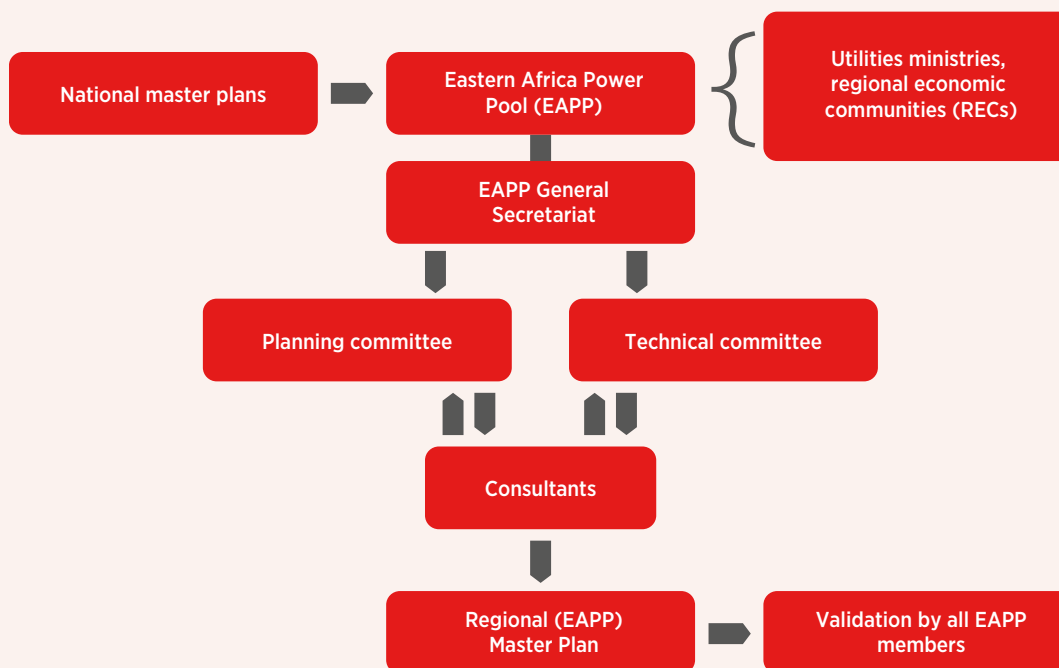 National master plans
Eastern Africa Power
Pool (EAPP)
Utilities ministries,
regional economic
communities (RECs)
EAPP General
Secretariat
Planning committee
Technical committee
Consultants
Regional (EAPP)
Master Plan
Validation by all EAPP
members